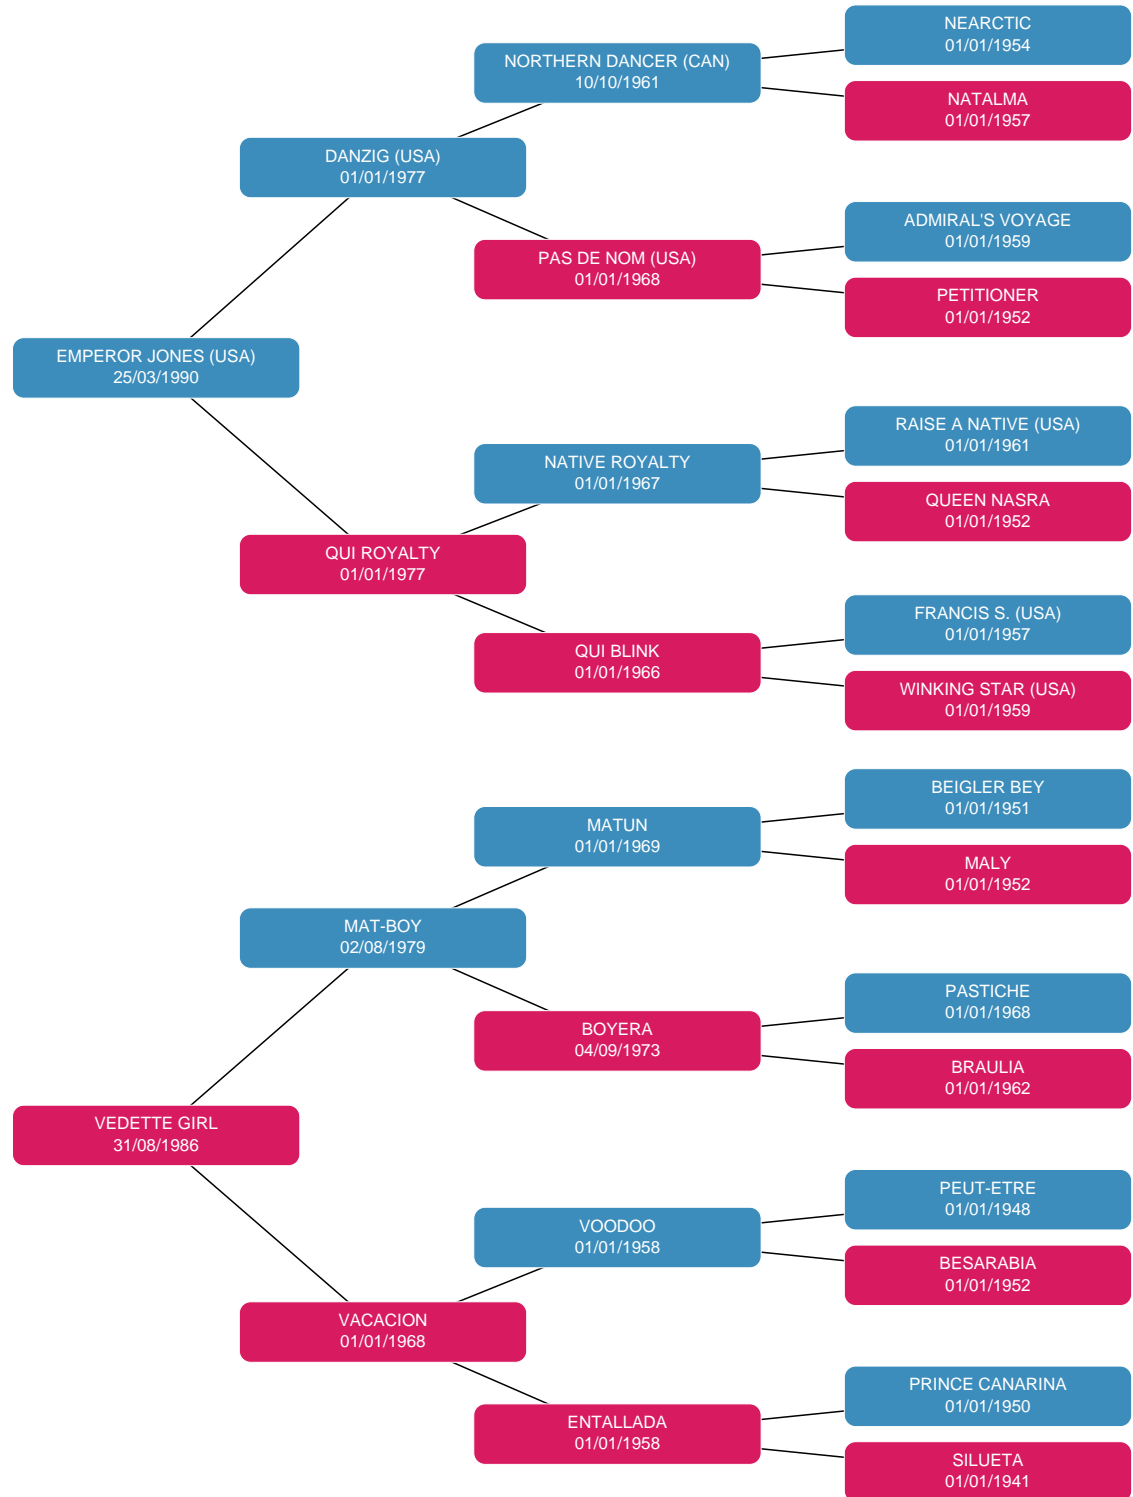 NEARCTIC
01/01/1954
NORTHERN DANCER (CAN)
10/10/1961
NATALMA
01/01/1957
DANZIG (USA)
01/01/1977
ADMIRAL'S VOYAGE
01/01/1959
PAS DE NOM (USA)
01/01/1968
PETITIONER
01/01/1952
EMPEROR JONES (USA)
25/03/1990
RAISE A NATIVE (USA)
01/01/1961
NATIVE ROYALTY
01/01/1967
QUEEN NASRA
01/01/1952
QUI ROYALTY
01/01/1977
FRANCIS S. (USA)
01/01/1957
QUI BLINK
01/01/1966
WINKING STAR (USA)
01/01/1959
BEIGLER BEY
01/01/1951
MATUN
01/01/1969
MALY
01/01/1952
MAT-BOY
02/08/1979
PASTICHE
01/01/1968
BOYERA
04/09/1973
BRAULIA
01/01/1962
VEDETTE GIRL
31/08/1986
PEUT-ETRE
01/01/1948
VOODOO
01/01/1958
BESARABIA
01/01/1952
VACACION
01/01/1968
PRINCE CANARINA
01/01/1950
ENTALLADA
01/01/1958
SILUETA
01/01/1941